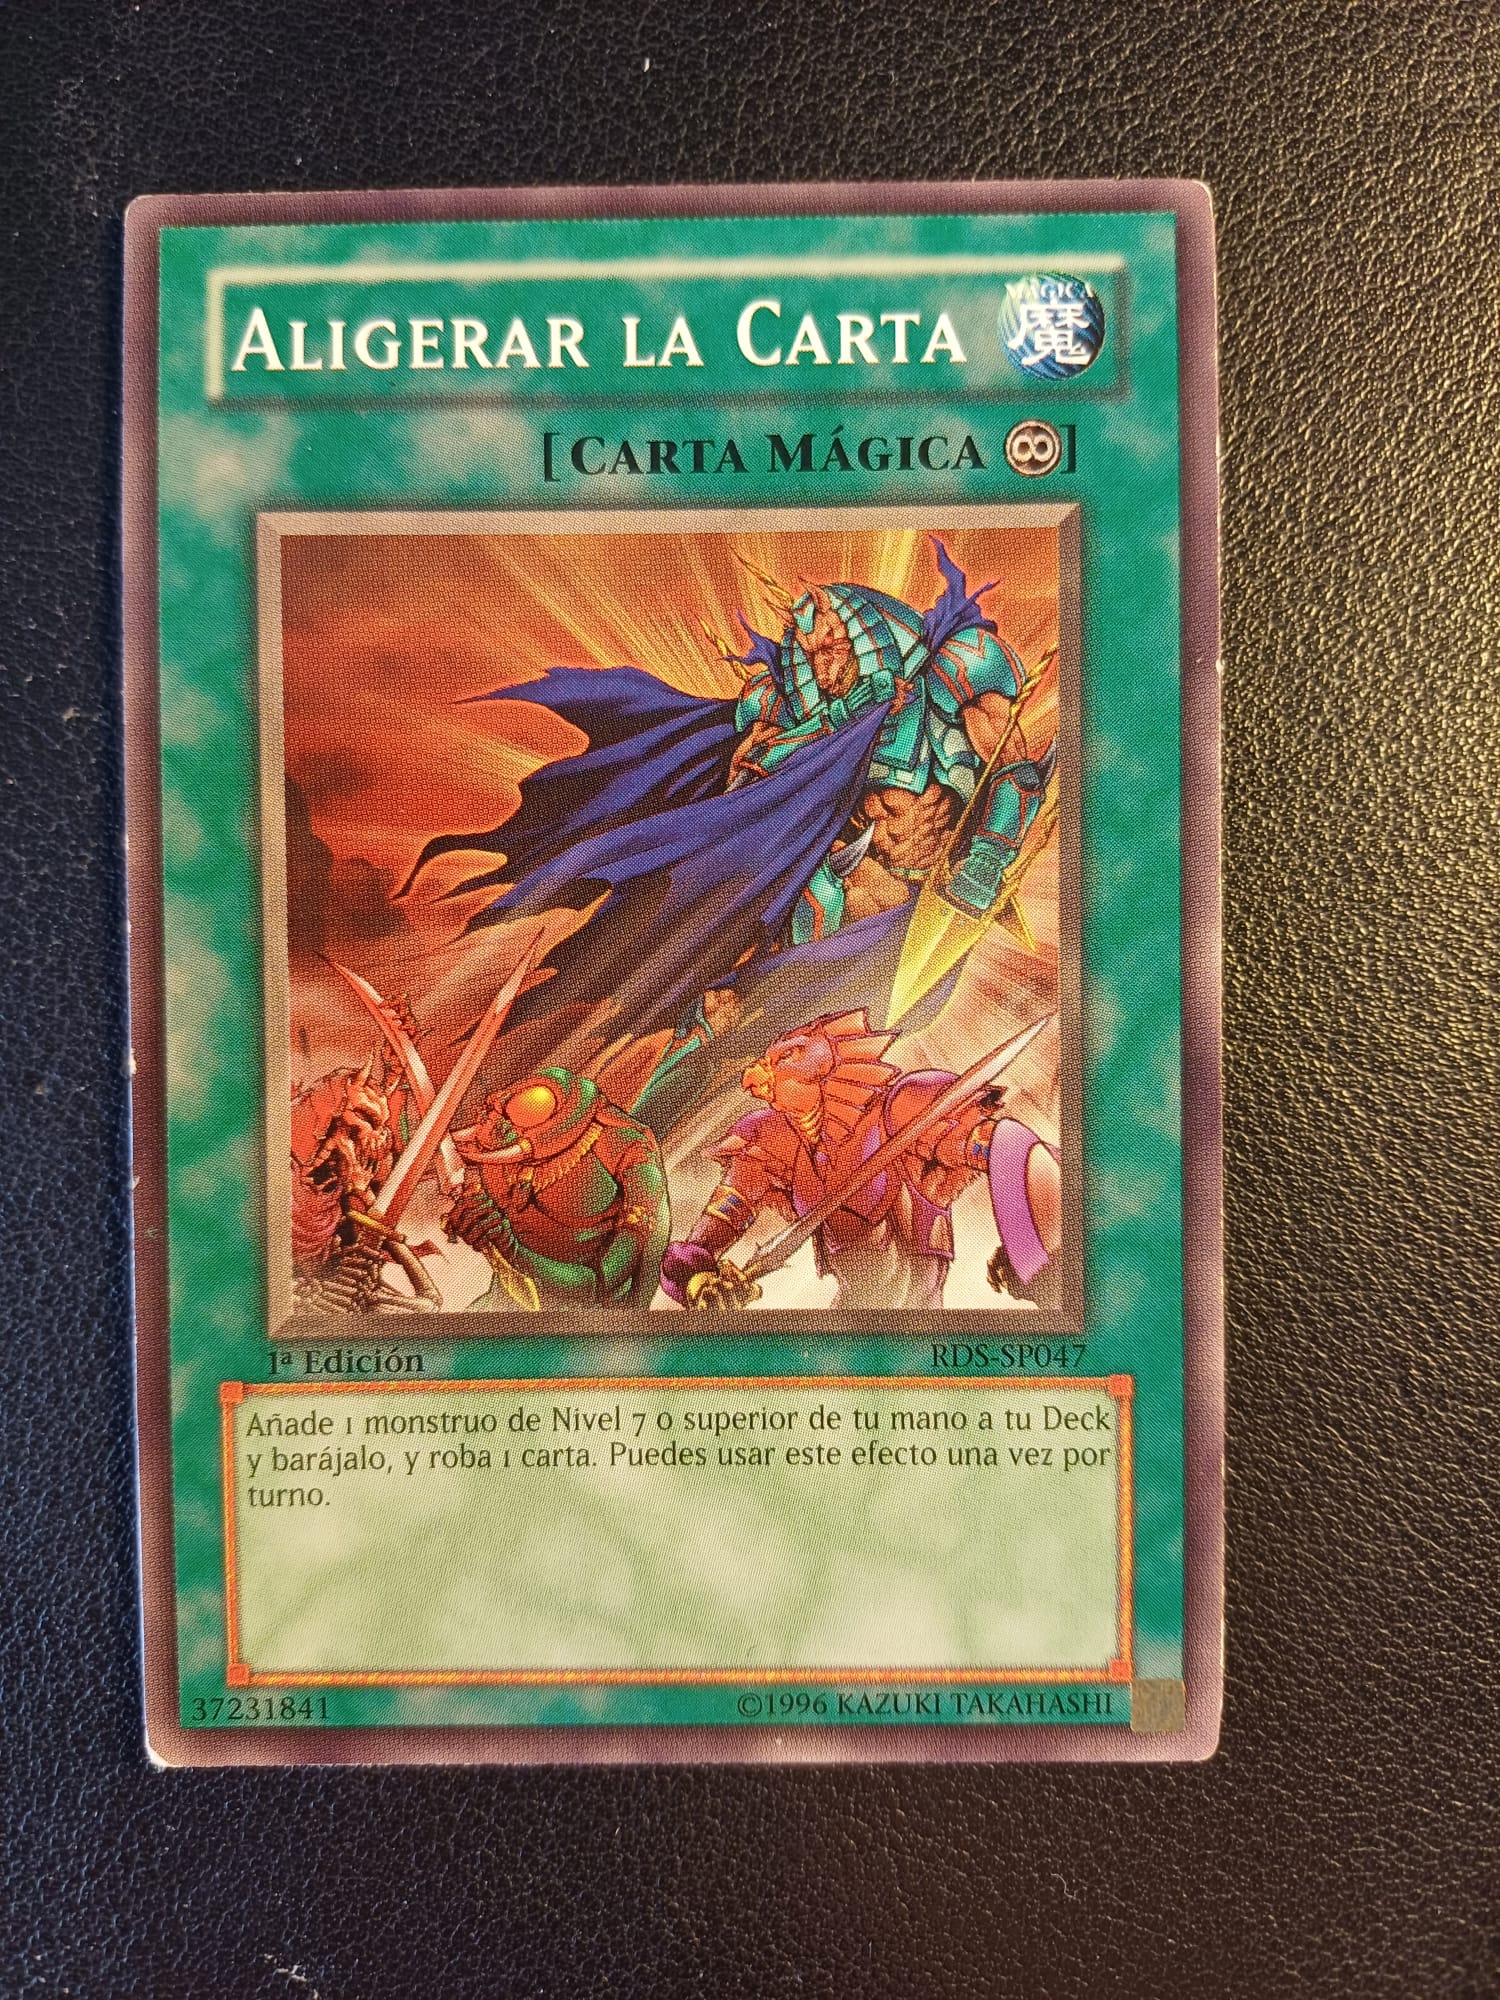 ALIGERAR LA CARTA
MÁGICA
魔
[CARTA MÁGICA ]
1ª Edición
RDS-SP047
Añade 1 monstruo de Nivel 7 o superior de tu mano a tu Deck
y barájalo, y roba 1 carta. Puedes usar este efecto una vez por
turno.
37231841
©1996 KAZUKI TAKAHASHI